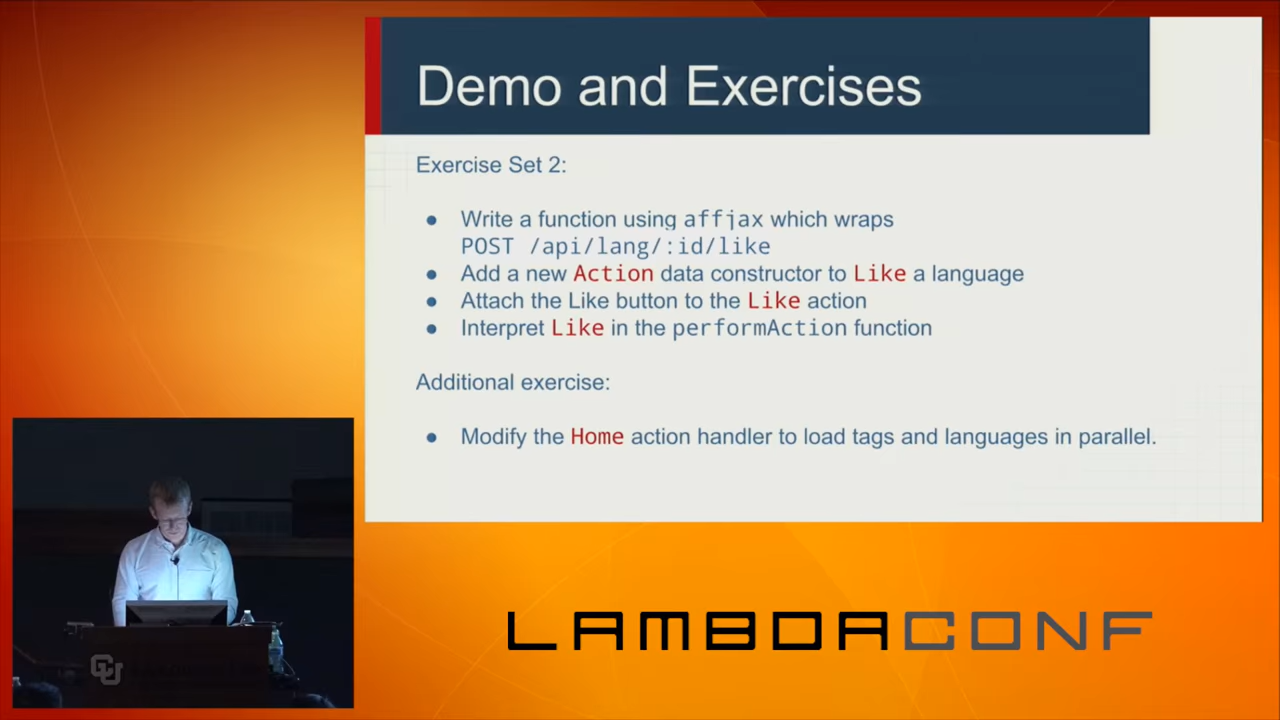 Demo and Exercises
Exercise Set 2:
● Write a function using affjax which wraps
POST /api/lang/:id/like
● Add a new Action data constructor to Like a language
● Attach the Like button to the Like action
● Interpret Like in the performAction function
Additional exercise:
● Modify the Home action handler to load tags and languages in parallel.
CU
LAMBDACONF